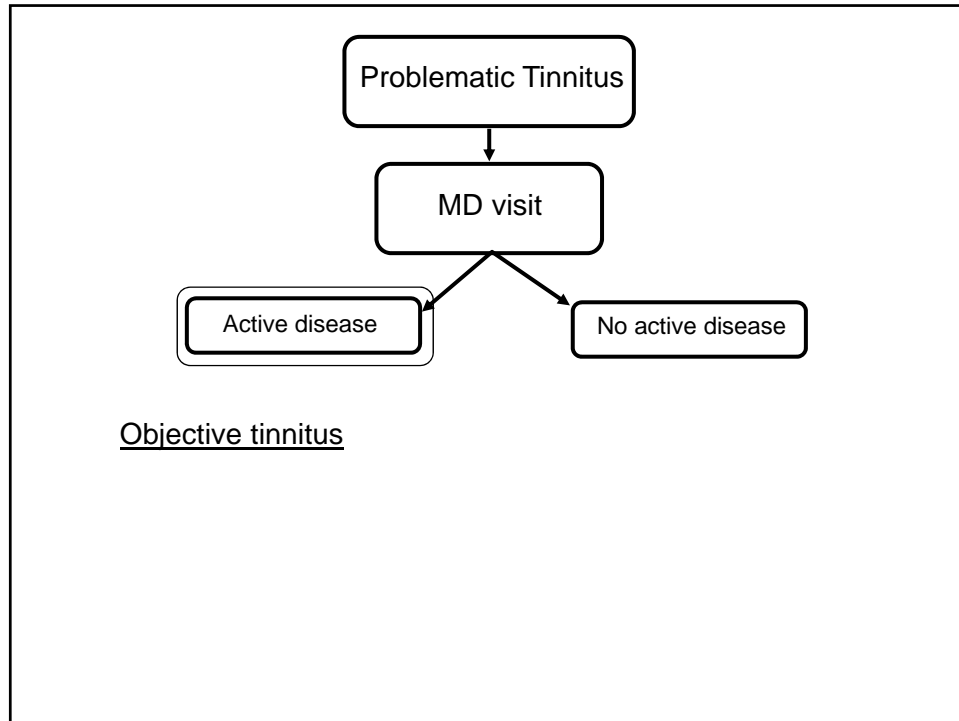 Problematic Tinnitus
MD visit
Active disease
No active disease
Objective tinnitus